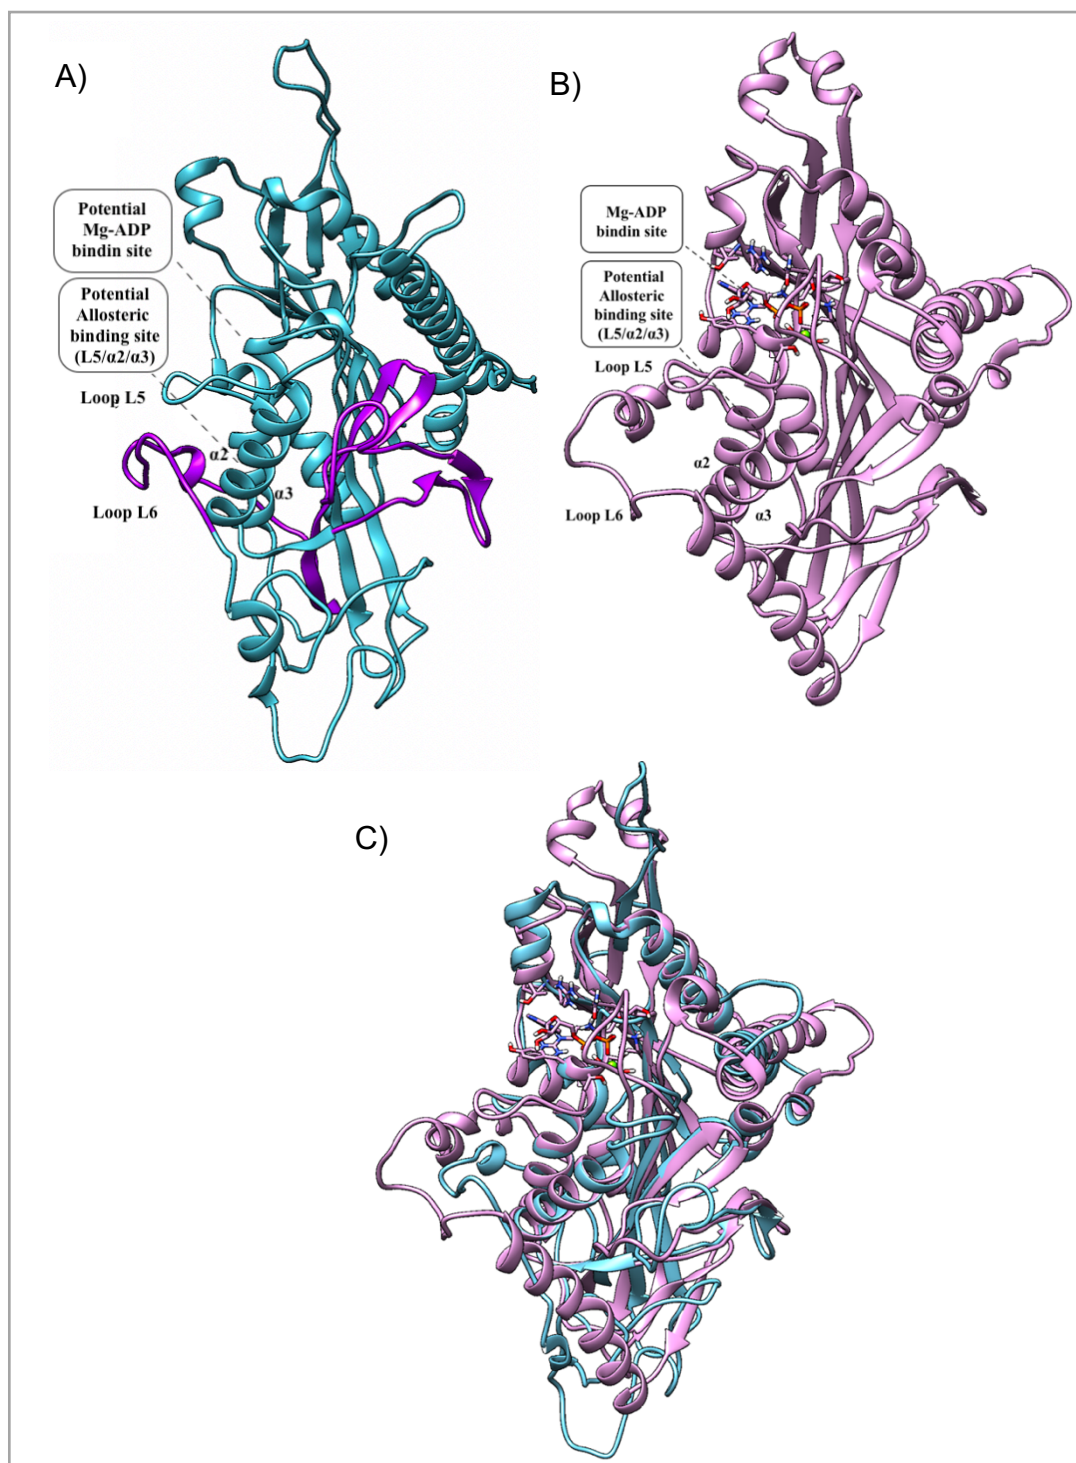 A)
Potential
Mg-ADP
bindin site
Potential
Allosteric
binding site
(L5/α2/α3)
Loop L5
α2
α3
Loop L6
B)
Mg-ADP
bindin site
Potential
Allosteric
binding site
(L5/α2/α3)
Loop L5
α2
α3
Loop L6
C)